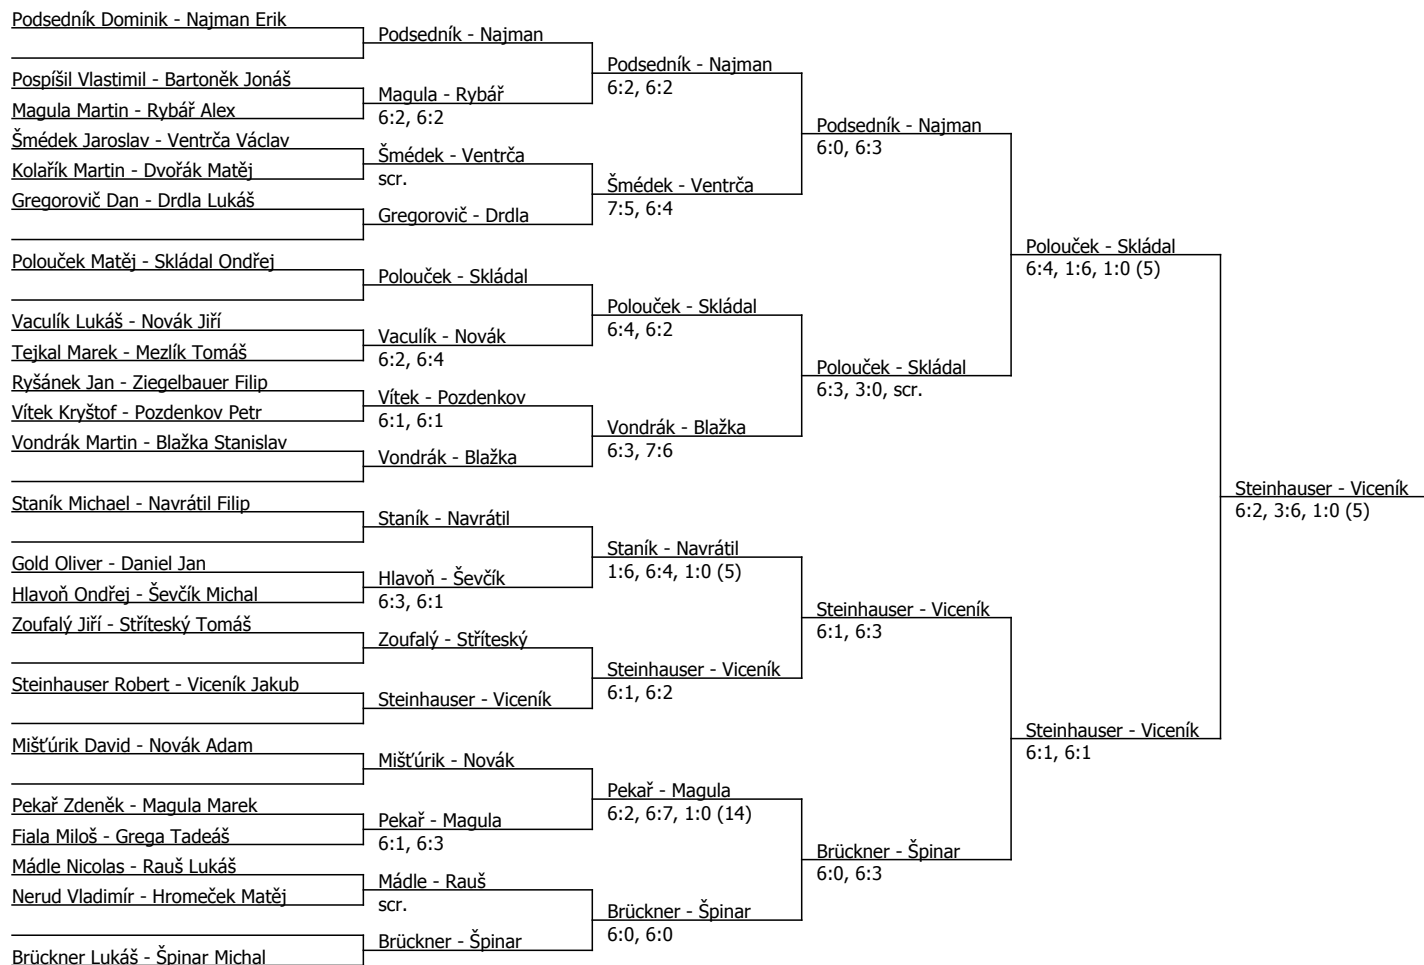 Podsedník Dominik - Najman Erik
Pospíšil Vlastimil - Bartoněk Jonáš
Magula Martin - Rybář Alex
Šmédek Jaroslav - Ventrča Václav
Kolařík Martin - Dvořák Matěj
Gregorovič Dan - Drdla Lukáš
Polouček Matěj - Skládal Ondřej
Vaculík Lukáš - Novák Jiří
Tejkal Marek - Mezlík Tomáš
Ryšánek Jan - Ziegelbauer Filip
Vítek Kryštof - Pozdenkov Petr
Vondrák Martin - Blažka Stanislav
Staník Michael - Navrátil Filip
Gold Oliver - Daniel Jan
Hlavoň Ondřej - Ševčík Michal
Zoufalý Jiří - Stříteský Tomáš
Steinhauser Robert - Viceník Jakub
Mišťúrik David - Novák Adam
Pekař Zdeněk - Magula Marek
Fiala Miloš - Grega Tadeáš
Mádle Nicolas - Rauš Lukáš
Nerud Vladimír - Hromeček Matěj
Brückner Lukáš - Špinar Michal
Podsedník - Najman
Magula - Rybář
6:2, 6:2
Šmédek - Ventrča
scr.
Gregorovič - Drdla
Polouček - Skládal
Vaculík - Novák
6:2, 6:4
Vítek - Pozdenkov
6:1, 6:1
Vondrák - Blažka
Staník - Navrátil
Hlavoň - Ševčík
6:3, 6:1
Zoufalý - Stříteský
Steinhauser - Viceník
Mišťúrik - Novák
Pekař - Magula
6:1, 6:3
Mádle - Rauš
scr.
Brückner - Špinar
Podsedník - Najman
6:2, 6:2
Šmédek - Ventrča
7:5, 6:4
Polouček - Skládal
6:4, 6:2
Vondrák - Blažka
6:3, 7:6
Staník - Navrátil
1:6, 6:4, 1:0 (5)
Steinhauser - Viceník
6:1, 6:2
Pekař - Magula
6:2, 6:7, 1:0 (14)
Brückner - Špinar
6:0, 6:0
Podsedník - Najman
6:0, 6:3
Polouček - Skládal
6:3, 3:0, scr.
Steinhauser - Viceník
6:1, 6:3
Brückner - Špinar
6:0, 6:3
Polouček - Skládal
6:4, 1:6, 1:0 (5)
Steinhauser - Viceník
6:1, 6:1
Steinhauser - Viceník
6:2, 3:6, 1:0 (5)